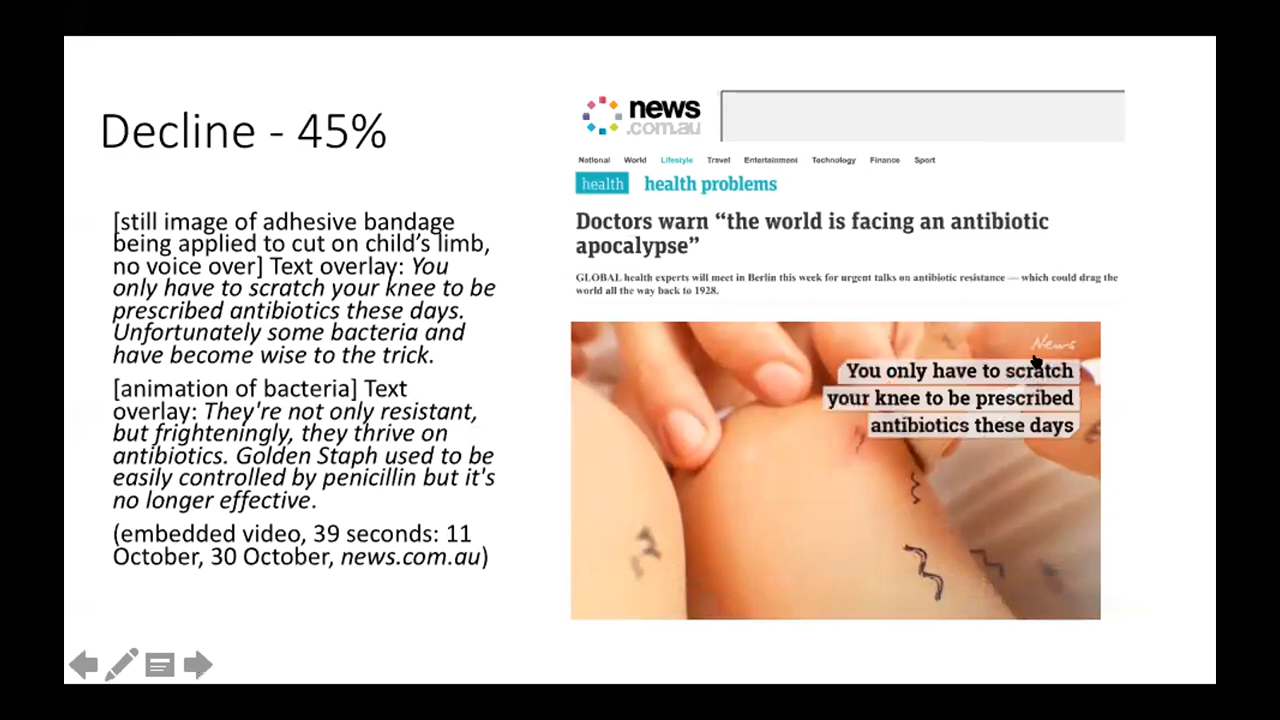 Decline - 45%
[still image of adhesive bandage
being applied to cut on child’s limb,
no voice over] Text overlay: You
only have to scratch your knee to be
prescribed antibiotics these days.
Unfortunately some bacteria and
have become wise to the trick.
[animation of bacteria] Text
overlay: They're not only resistant,
but frighteningly, they thrive on
antibiotics. Golden Staph used to be
easily controlled by penicillin but it's
no longer effective.
(embedded video, 39 seconds: 11
October, 30 October, news.com.au)
news
.com.au
National World Lifestyle Travel Entertainment Technology Finance Sport
health health problems
Doctors warn “the world is facing an antibiotic
apocalypse”
GLOBAL health experts will meet in Berlin this week for urgent talks on antibiotic resistance — which could drag the
world all the way back to 1928.
News
You only have to scratch
your knee to be prescribed
antibiotics these days